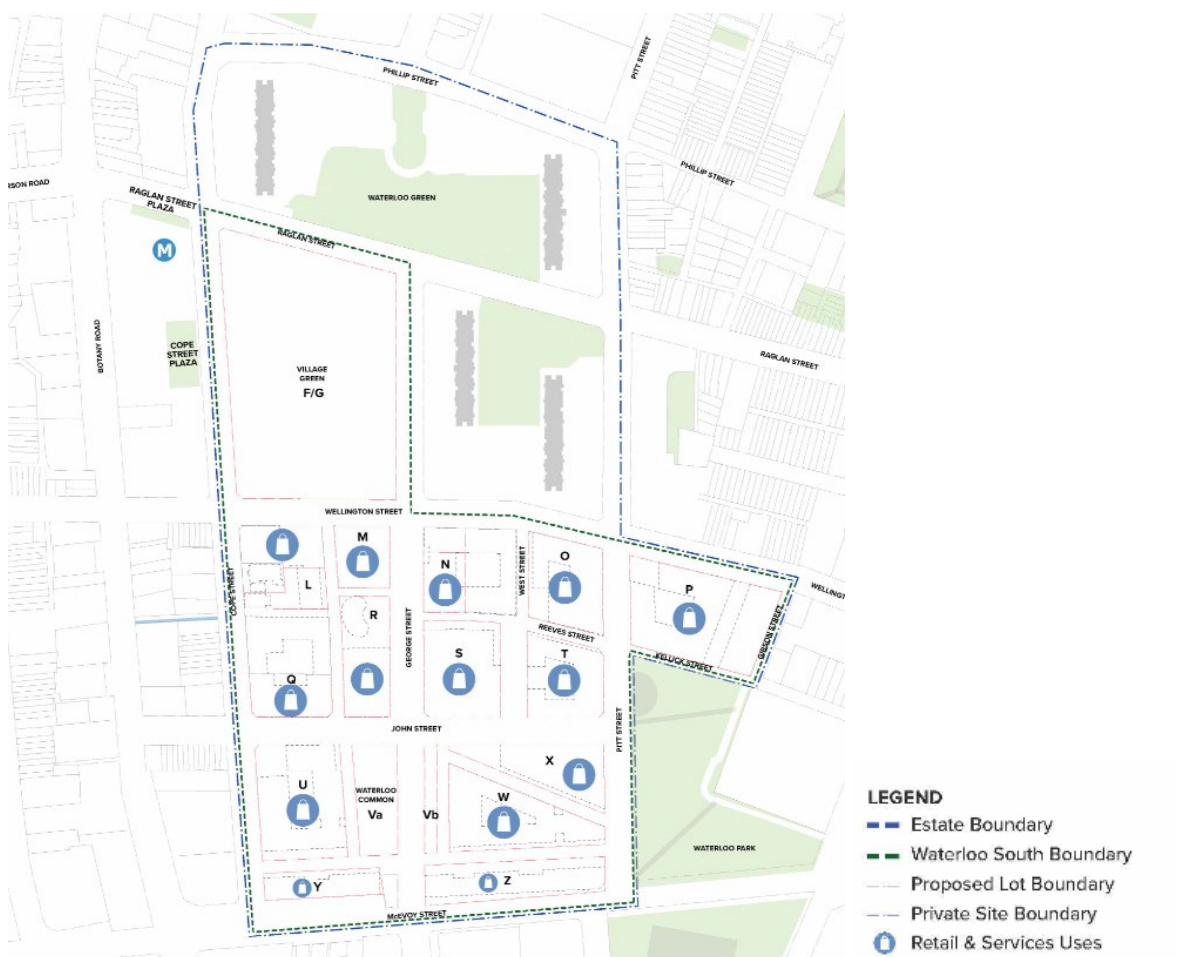 PHILLIP STREET
PITT STREET
PHILLIP STREET
RSON ROAD
RAGLAN STREET
PLAZA
WATERLOO GREEN
RAGLAN STREET
M
BOTANY ROAD
COPE
STREET
PLAZA
RAGLAN STREET
VILLAGE
GREEN
F/G
WELLINGTON STREET
M
N
WEST STREET
O
P
WELLINGT
COPE STREET
L
R
GEORGE STREET
REEVES STREET
GIBSON STREET
KELLICK STREET
Q
S
T
JOHN STREET
PITT STREET
U
WATERLOO
COMMON
Va
Vb
W
X
WATERLOO PARK
Y
Z
McEVOY STREET
LEGEND
Estate Boundary
Waterloo South Boundary
Proposed Lot Boundary
Private Site Boundary
Retail & Services Uses